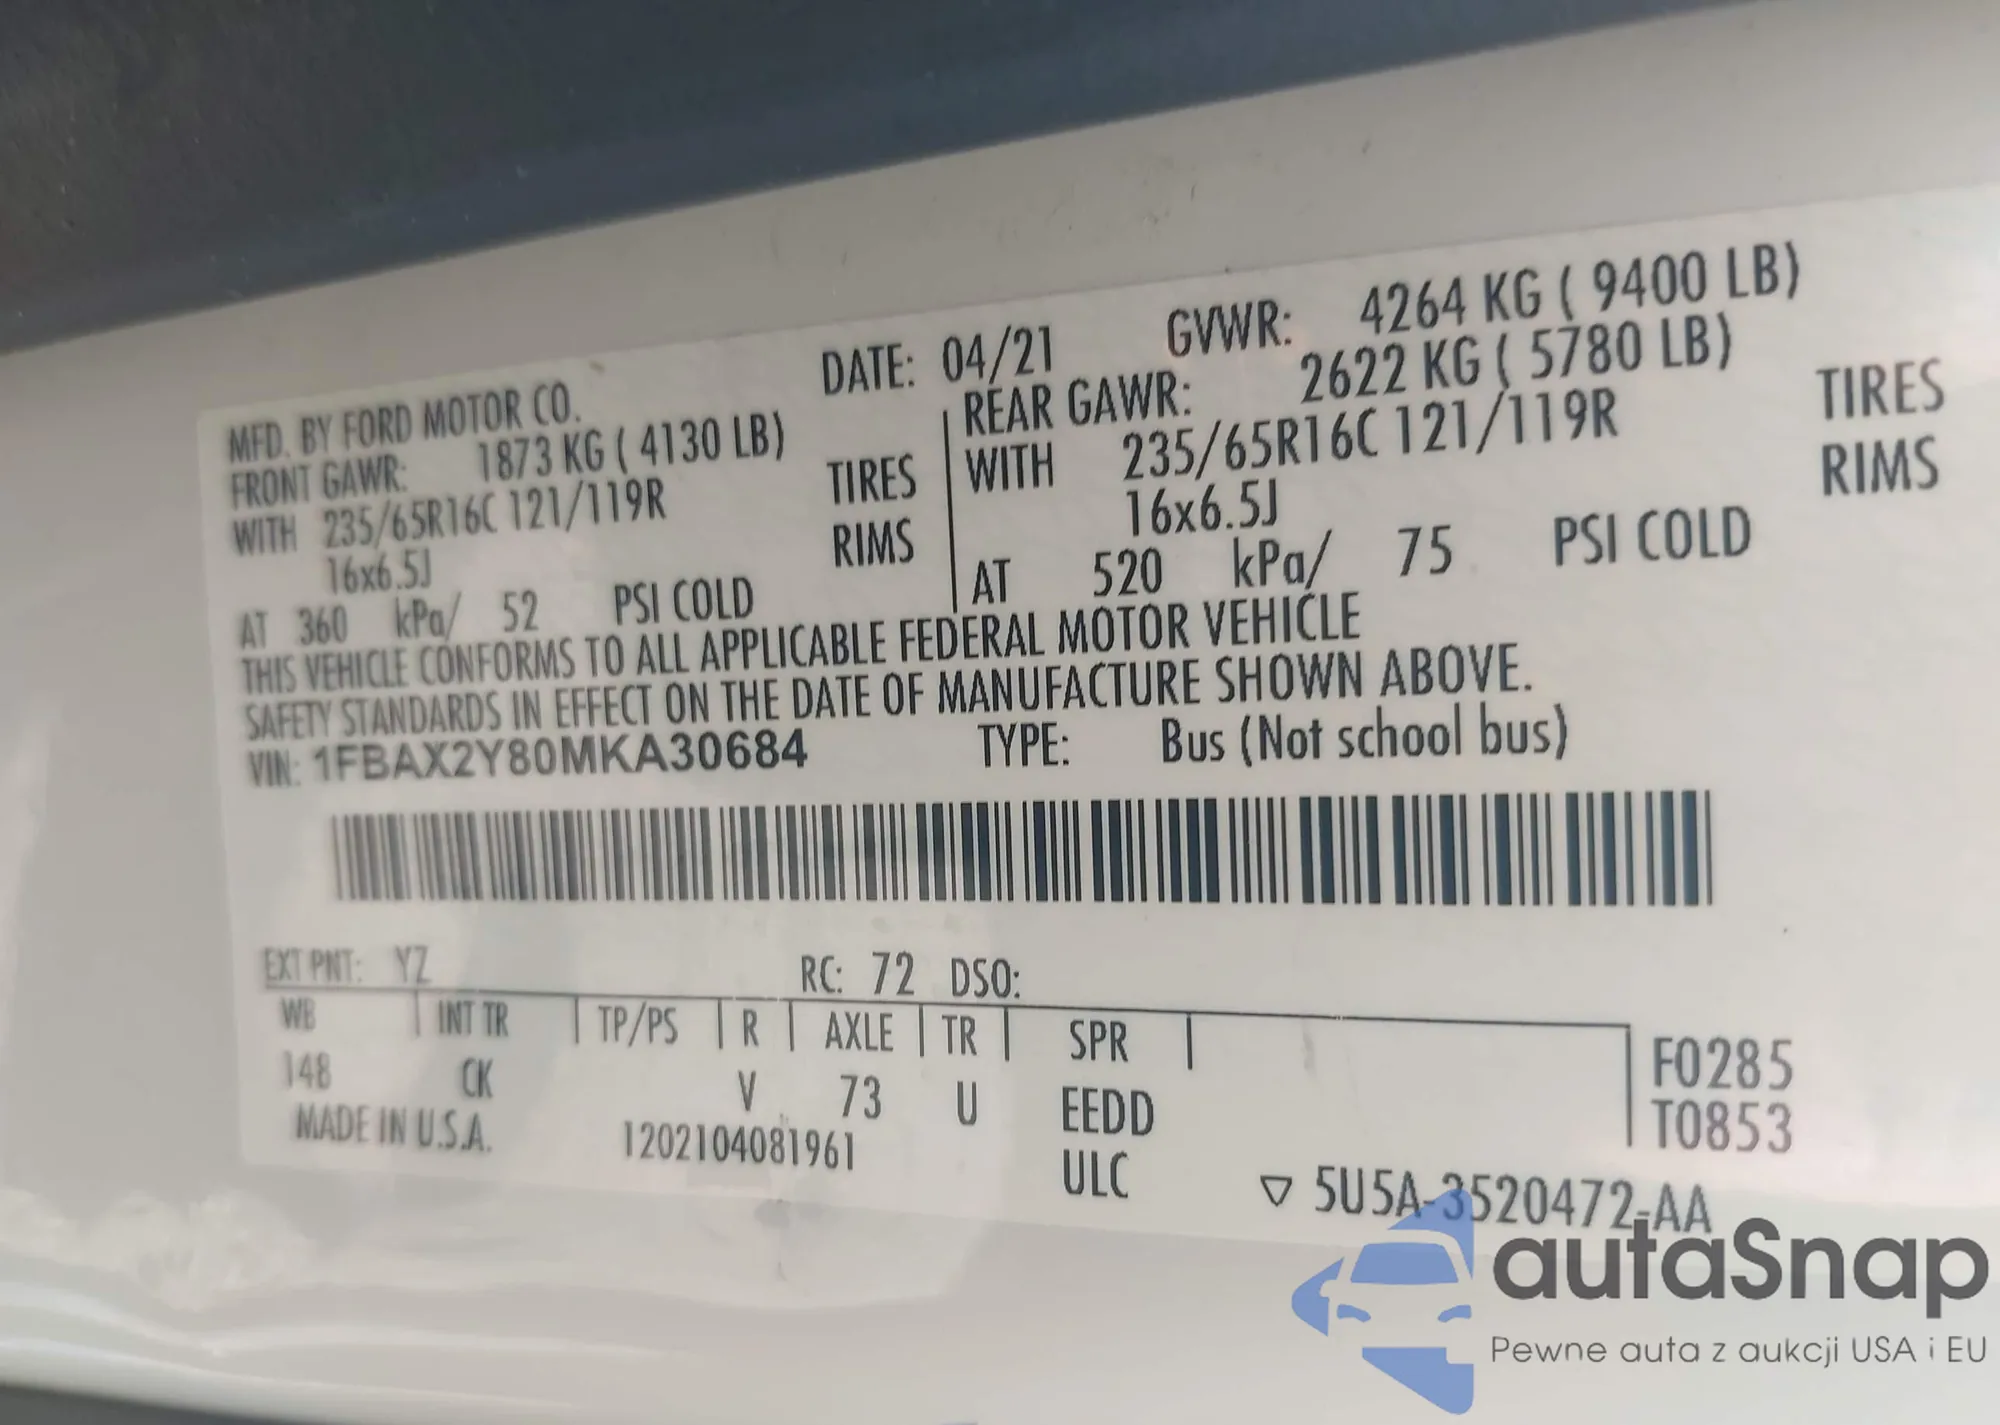 MFD. BY FORD MOTOR CO. DATE: 04/21 GVWR: 4264 KG ( 9400 LB)
FRONT GAWR: 1873 KG ( 4130 LB) REAR GAWR: 2622 KG ( 5780 LB)
WITH 235/65R16C 121/119R TIRES WITH 235/65R16C 121/119R TIRES
16x6.5J RIMS 16x6.5J RIMS
AT 360 kPa/ 52 PSI COLD AT 520 kPa/ 75 PSI COLD
THIS VEHICLE CONFORMS TO ALL APPLICABLE FEDERAL MOTOR VEHICLE
SAFETY STANDARDS IN EFFECT ON THE DATE OF MANUFACTURE SHOWN ABOVE.
VIN: 1FBAX2Y80MKA30684 TYPE: Bus (Not school bus)
EXT PNT: YZ RC: 72 DSO:
WB INT TR TP/PS R AXLE TR SPR F0285
148 CK V 73 U EEDD T0853
MADE IN U.S.A. 1202104081961 ULC ▽ 5U5A-3520472-AA
autaSnap
Pewne auta z aukcji USA i EU